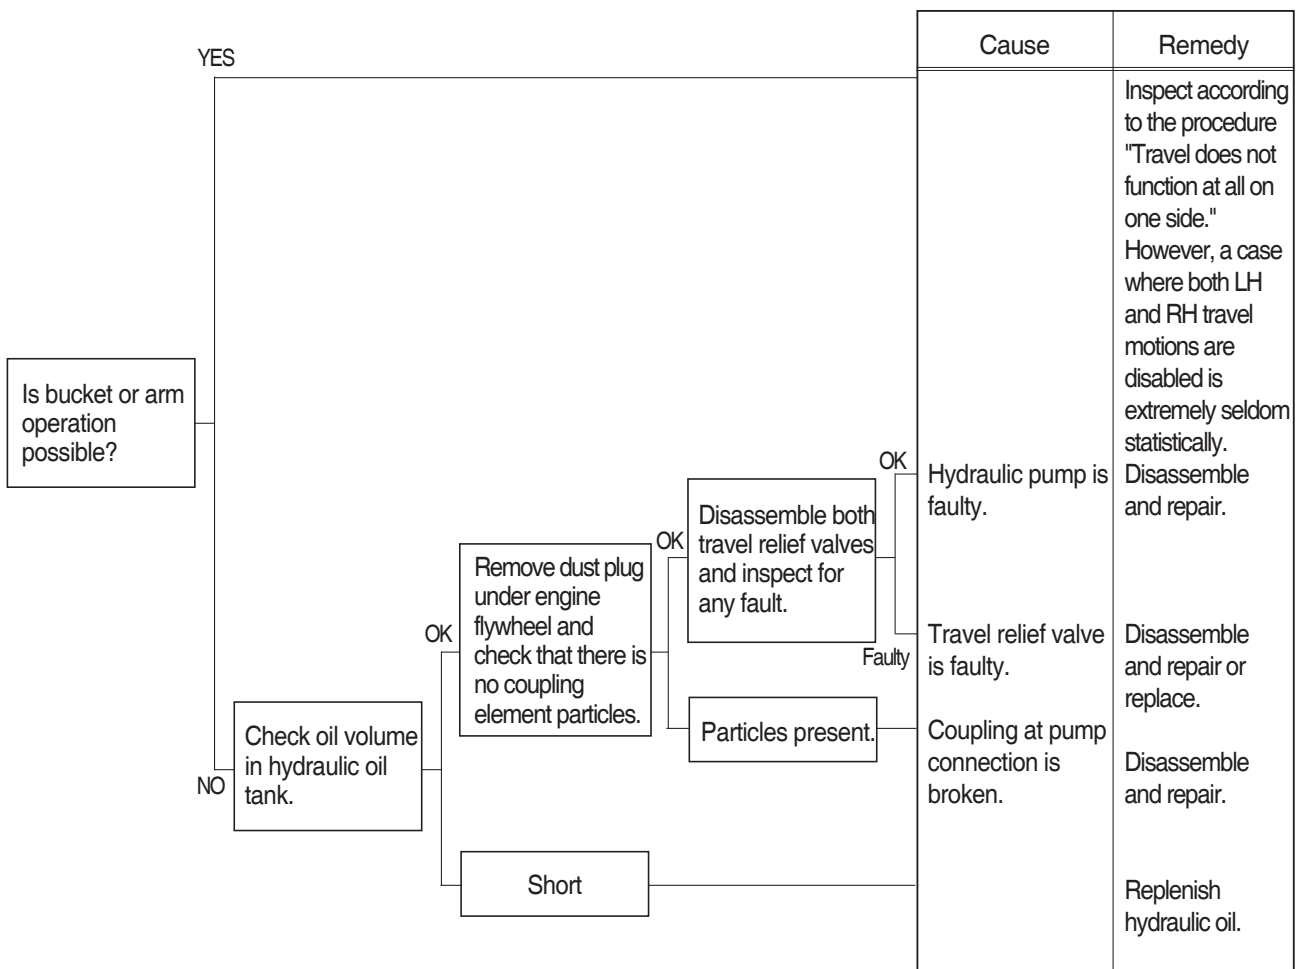 Cause
Remedy
YES
Inspect according
to the procedure
"Travel does not
function at all on
one side."
However, a case
where both LH
and RH travel
motions are
disabled is
extremely seldom
statistically.
Is bucket or arm
operation
possible?
NO
Check oil volume
in hydraulic oil
tank.
OK
Remove dust plug
under engine
flywheel and
check that there is
no coupling
element particles.
OK
Disassemble both
travel relief valves
and inspect for
any fault.
OK
Hydraulic pump is
faulty.
Disassemble
and repair.
Faulty
Travel relief valve
is faulty.
Disassemble
and repair or
replace.
Particles present.
Coupling at pump
connection is
broken.
Disassemble
and repair.
Short
Replenish
hydraulic oil.